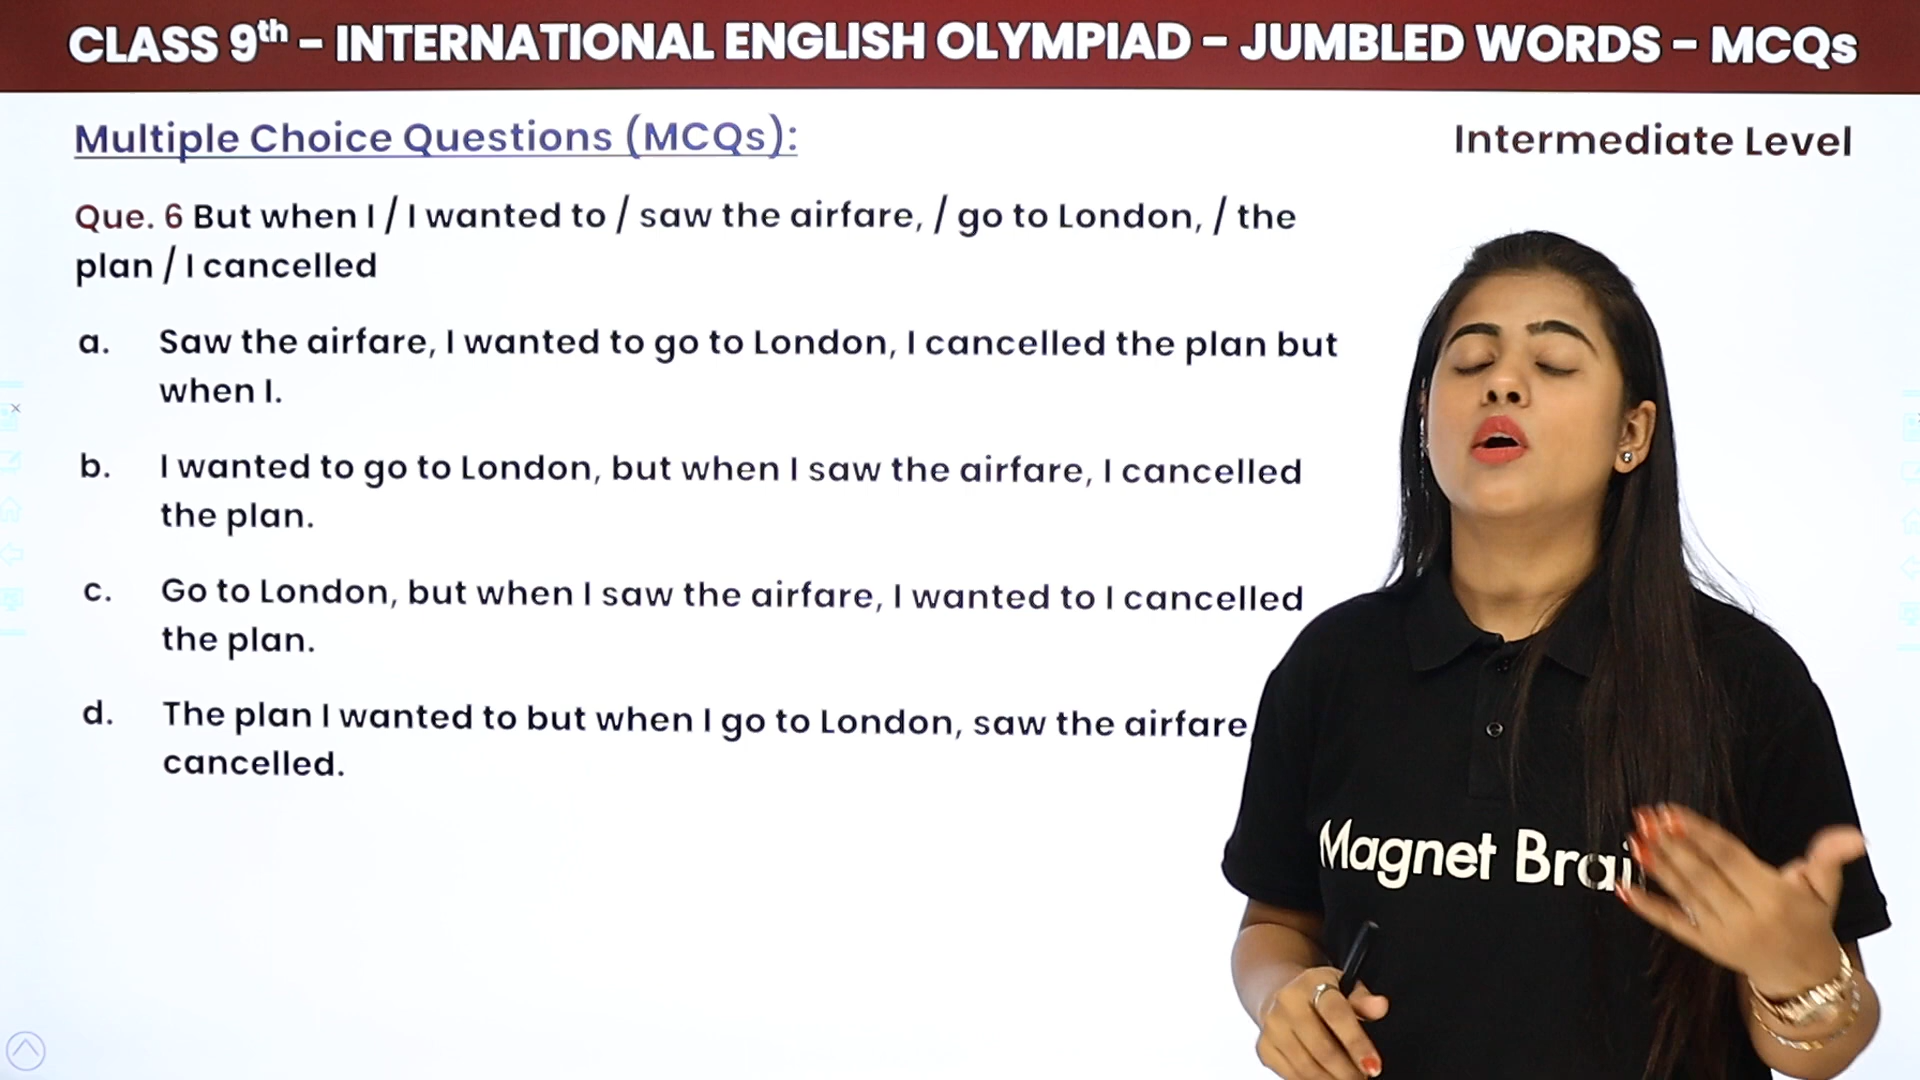 CLASS 9th - INTERNATIONAL ENGLISH OLYMPIAD - JUMBLED WORDS - MCQs
Multiple Choice Questions (MCQs):
Intermediate Level
Que. 6 But when I / I wanted to / saw the airfare, / go to London, / the
plan / I cancelled
a. Saw the airfare, I wanted to go to London, I cancelled the plan but
when I.
b. I wanted to go to London, but when I saw the airfare, I cancelled
the plan.
c. Go to London, but when I saw the airfare, I wanted to I cancelled
the plan.
d. The plan I wanted to but when I go to London, saw the airfare
cancelled.
Magnet Brai